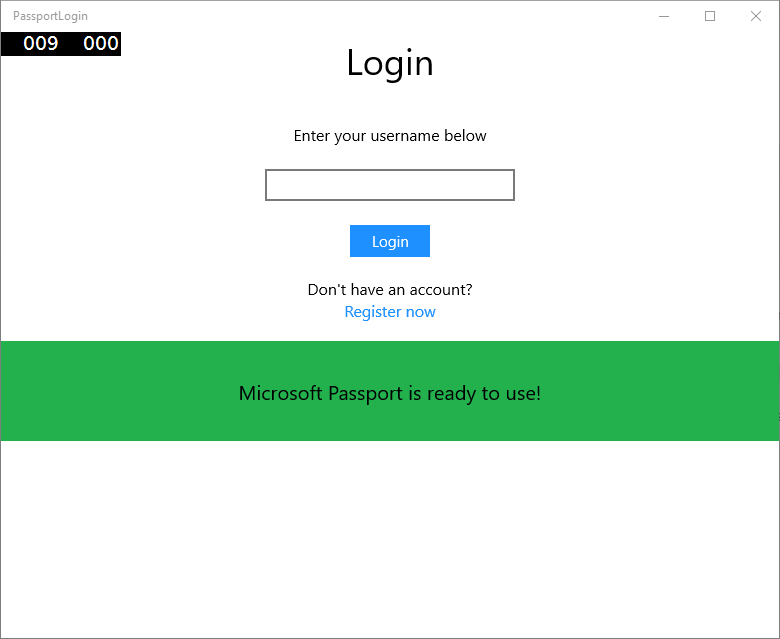 PassportLogin
009 000
Login
Enter your username below
Login
Don't have an account?
Register now
Microsoft Passport is ready to use!